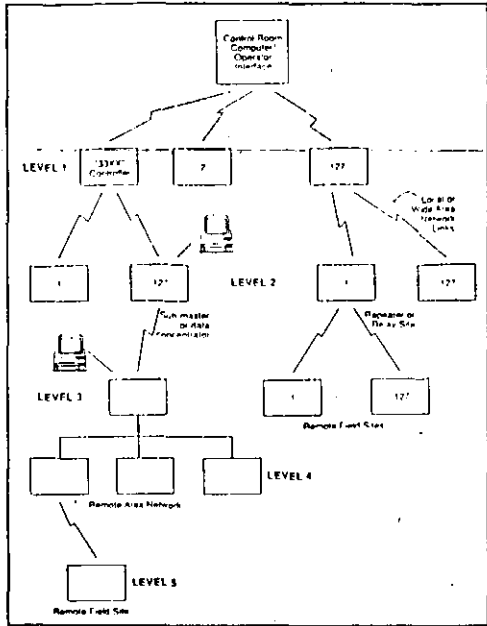 Control Room
Computer/
Operator
Interface
LEVEL 1
"33XX"
Controller
2
127
Local or
Wide Area
Network
Links
1
127
LEVEL 2
1
127
Sub master
or data
concentrator
Repeater or
Relay Site
LEVEL 3
1
127
Remote Field Sites
LEVEL 4
Remote Area Network
LEVEL 5
Remote Field Site